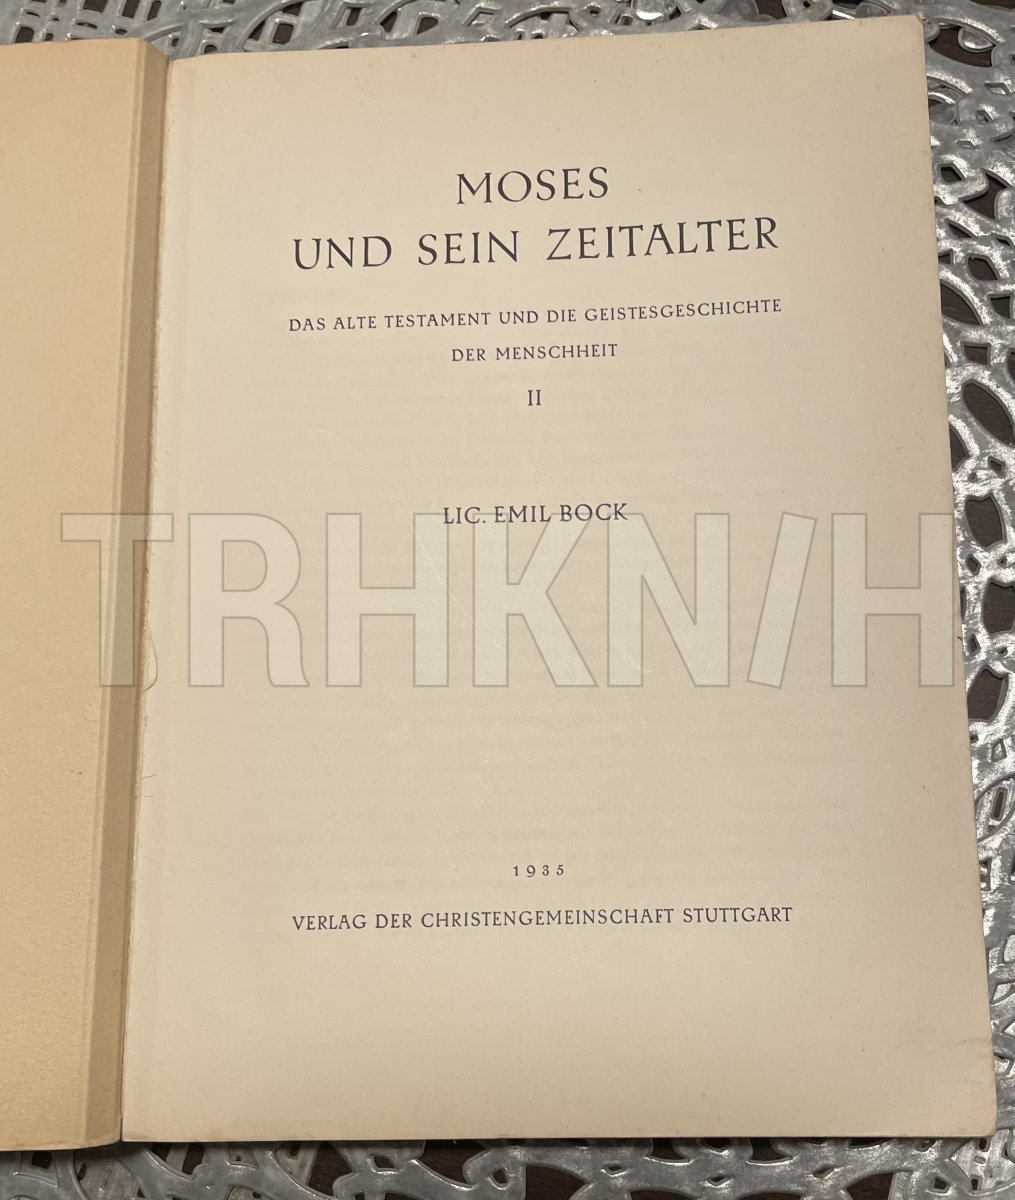 MOSES
UND SEIN ZEITALTER
DAS ALTE TESTAMENT UND DIE GEISTESGESCHICHTE
DER MENSCHHEIT
II
LIC. EMIL BOCK
TRHKN/H
1935
VERLAG DER CHRISTENGEMEINSCHAFT STUTTGART